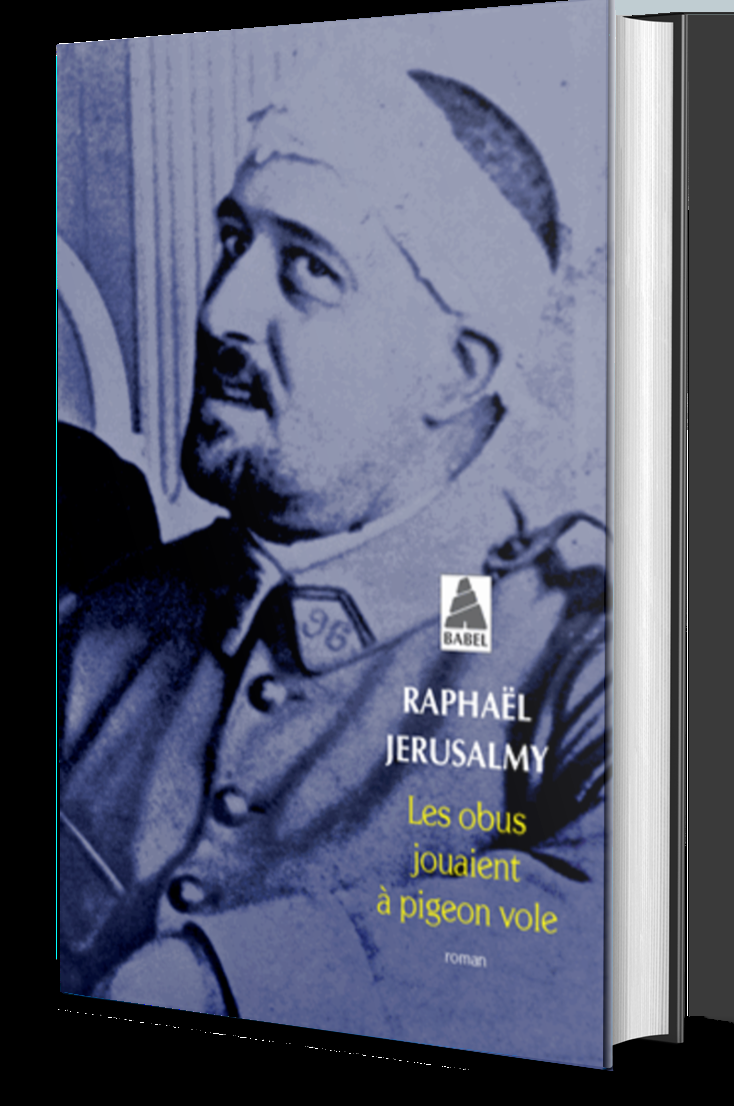 96
BABEL
RAPHAËL
JERUSALMY
Les obus
jouaient
à pigeon vole
roman